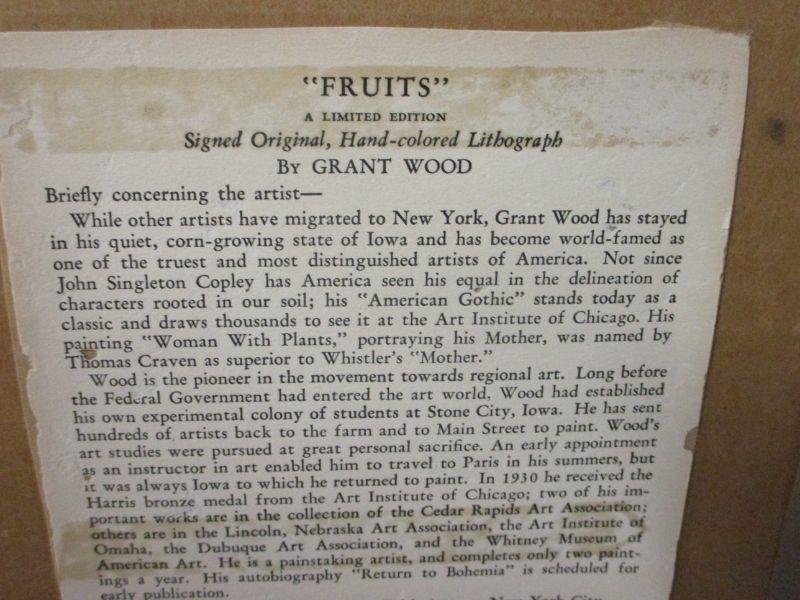 "FRUITS"
A LIMITED EDITION
Signed Original, Hand-colored Lithograph
BY GRANT WOOD
Briefly concerning the artist—
While other artists have migrated to New York, Grant Wood has stayed
in his quiet, corn-growing state of Iowa and has become world-famed as
one of the truest and most distinguished artists of America. Not since
John Singleton Copley has America seen his equal in the delineation of
characters rooted in our soil; his "American Gothic" stands today as a
classic and draws thousands to see it at the Art Institute of Chicago. His
painting "Woman With Plants," portraying his Mother, was named by
Thomas Craven as superior to Whistler's "Mother."
Wood is the pioneer in the movement towards regional art. Long before
the Federal Government had entered the art world, Wood had established
his own experimental colony of students at Stone City, Iowa. He has sent
hundreds of artists back to the farm and to Main Street to paint. Wood's
art studies were pursued at great personal sacrifice. An early appointment
as an instructor in art enabled him to travel to Paris in his summers, but
it was always Iowa to which he returned to paint. In 1930 he received the
Harris bronze medal from the Art Institute of Chicago; two of his im-
portant works are in the collection of the Cedar Rapids Art Association;
others are in the Lincoln, Nebraska Art Association, the Art Institute of
Omaha, the Dubuque Art Association, and the Whitney Museum of
American Art. He is a painstaking artist, and completes only two paint-
ings a year. His autobiography "Return to Bohemia" is scheduled for
early publication.
New York City